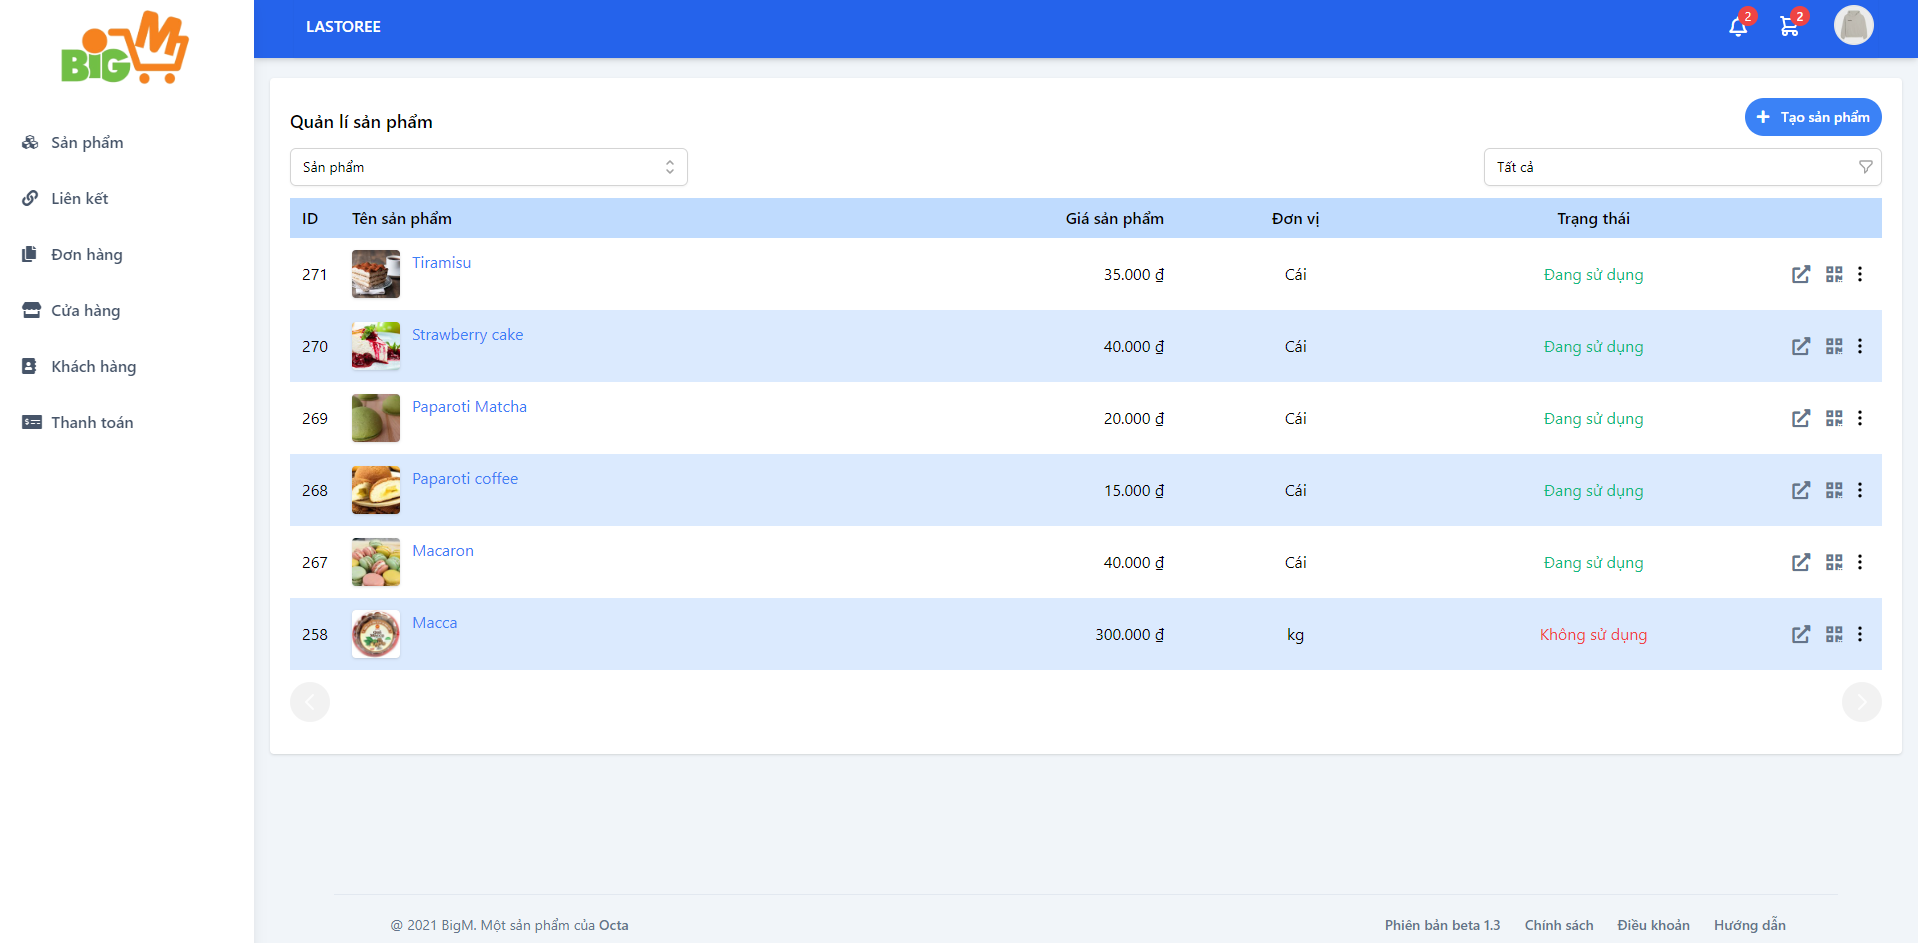 BiG M
LASTOREE
2
2
Sản phẩm
Liên kết
Đơn hàng
Cửa hàng
Khách hàng
Thanh toán
Quản lí sản phẩm
Tạo sản phẩm
Sản phẩm
Tất cả
ID Tên sản phẩm Giá sản phẩm Đơn vị Trạng thái
271 Tiramisu 35.000 ₫ Cái Đang sử dụng
270 Strawberry cake 40.000 ₫ Cái Đang sử dụng
269 Paparoti Matcha 20.000 ₫ Cái Đang sử dụng
268 Paparoti coffee 15.000 ₫ Cái Đang sử dụng
267 Macaron 40.000 ₫ Cái Đang sử dụng
258 Macca 300.000 ₫ kg Không sử dụng
@ 2021 BigM. Một sản phẩm của Octa
Phiên bản beta 1.3 Chính sách Điều khoản Hướng dẫn